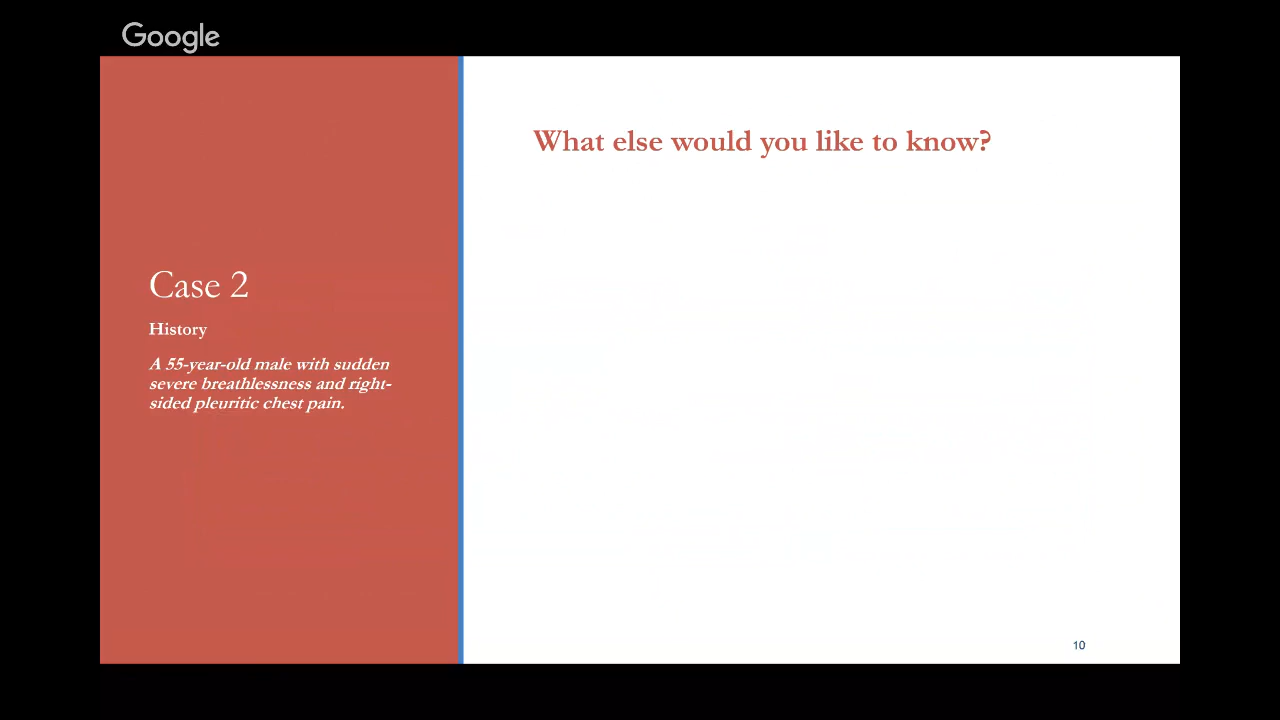 Google
What else would you like to know?
Case 2
History
A 55-year-old male with sudden
severe breathlessness and right-
sided pleuritic chest pain.
10